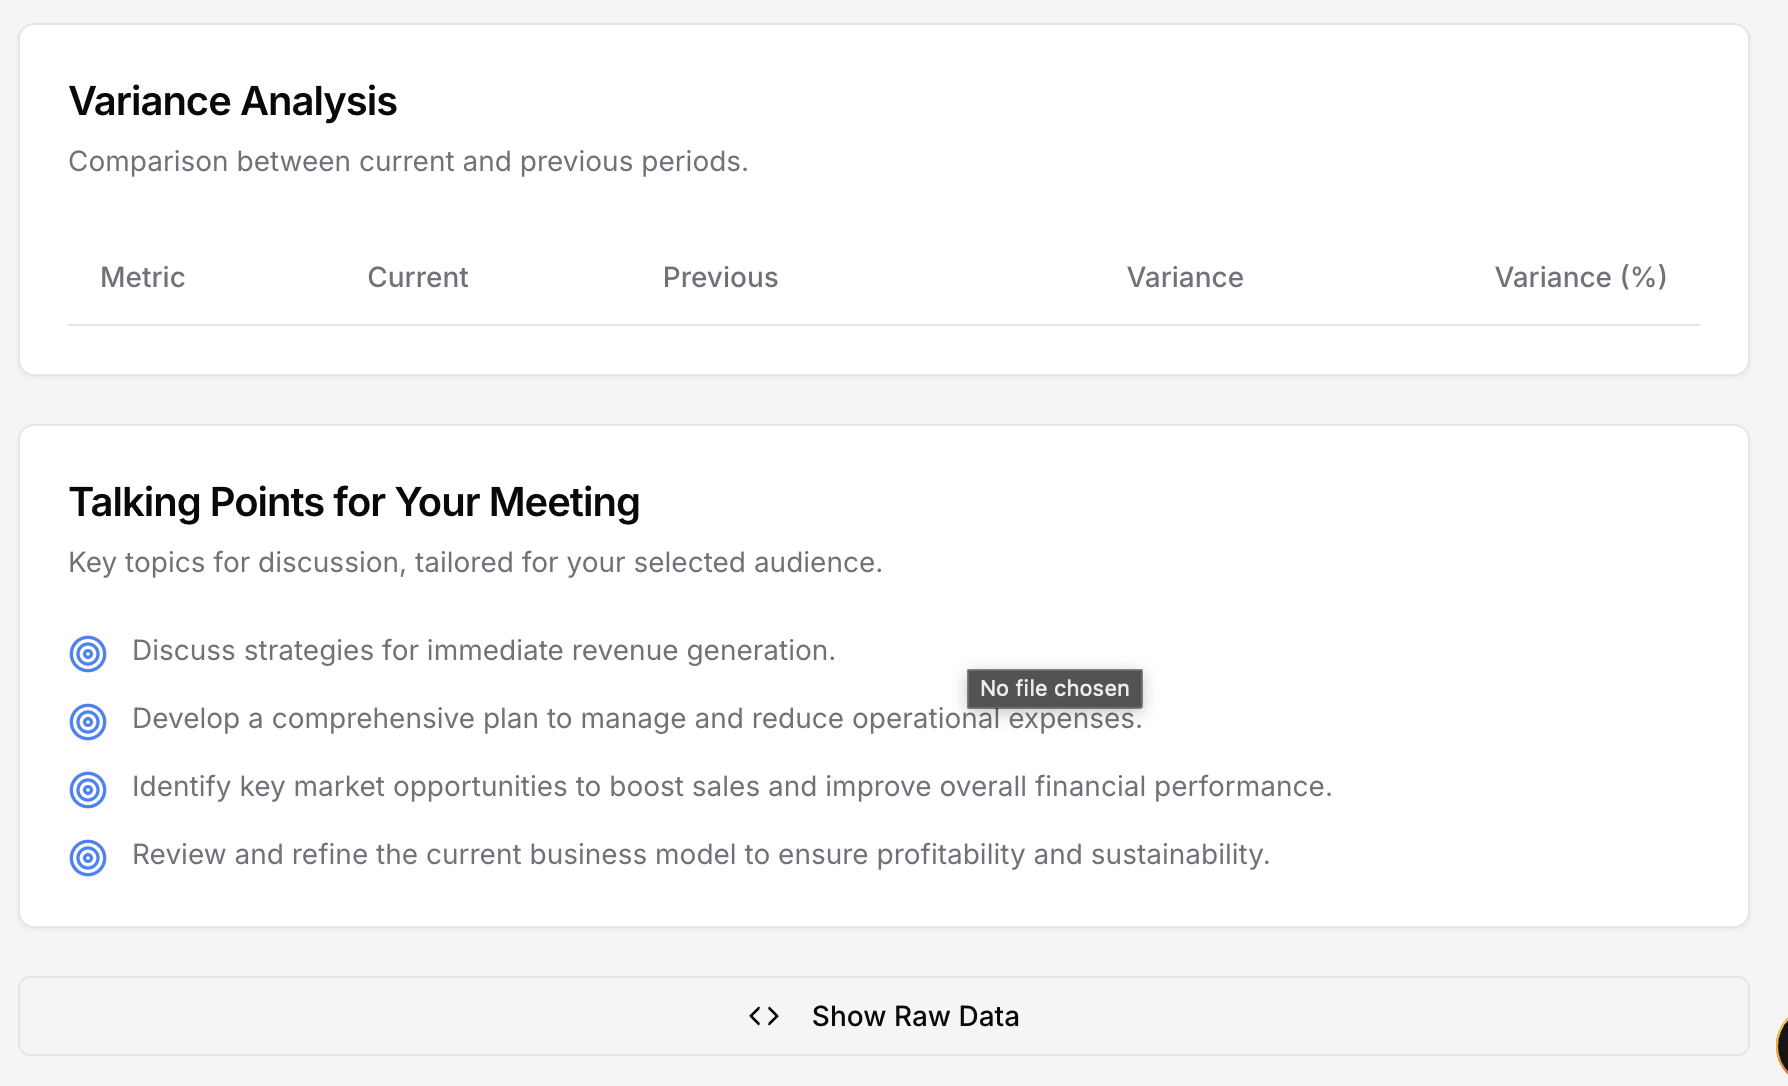 Variance Analysis
Comparison between current and previous periods.
Metric Current Previous Variance Variance (%)
Talking Points for Your Meeting
Key topics for discussion, tailored for your selected audience.
Discuss strategies for immediate revenue generation.
No file chosen
Develop a comprehensive plan to manage and reduce operational expenses.
Identify key market opportunities to boost sales and improve overall financial performance.
Review and refine the current business model to ensure profitability and sustainability.
<> Show Raw Data